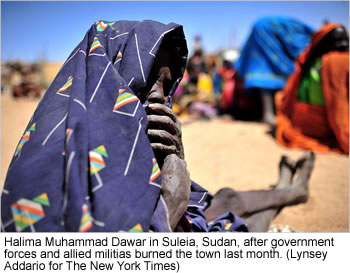 Halima Muhammad Dawar in Suleia, Sudan, after government
forces and allied militias burned the town last month. (Lynsey
Addario for The New York Times)